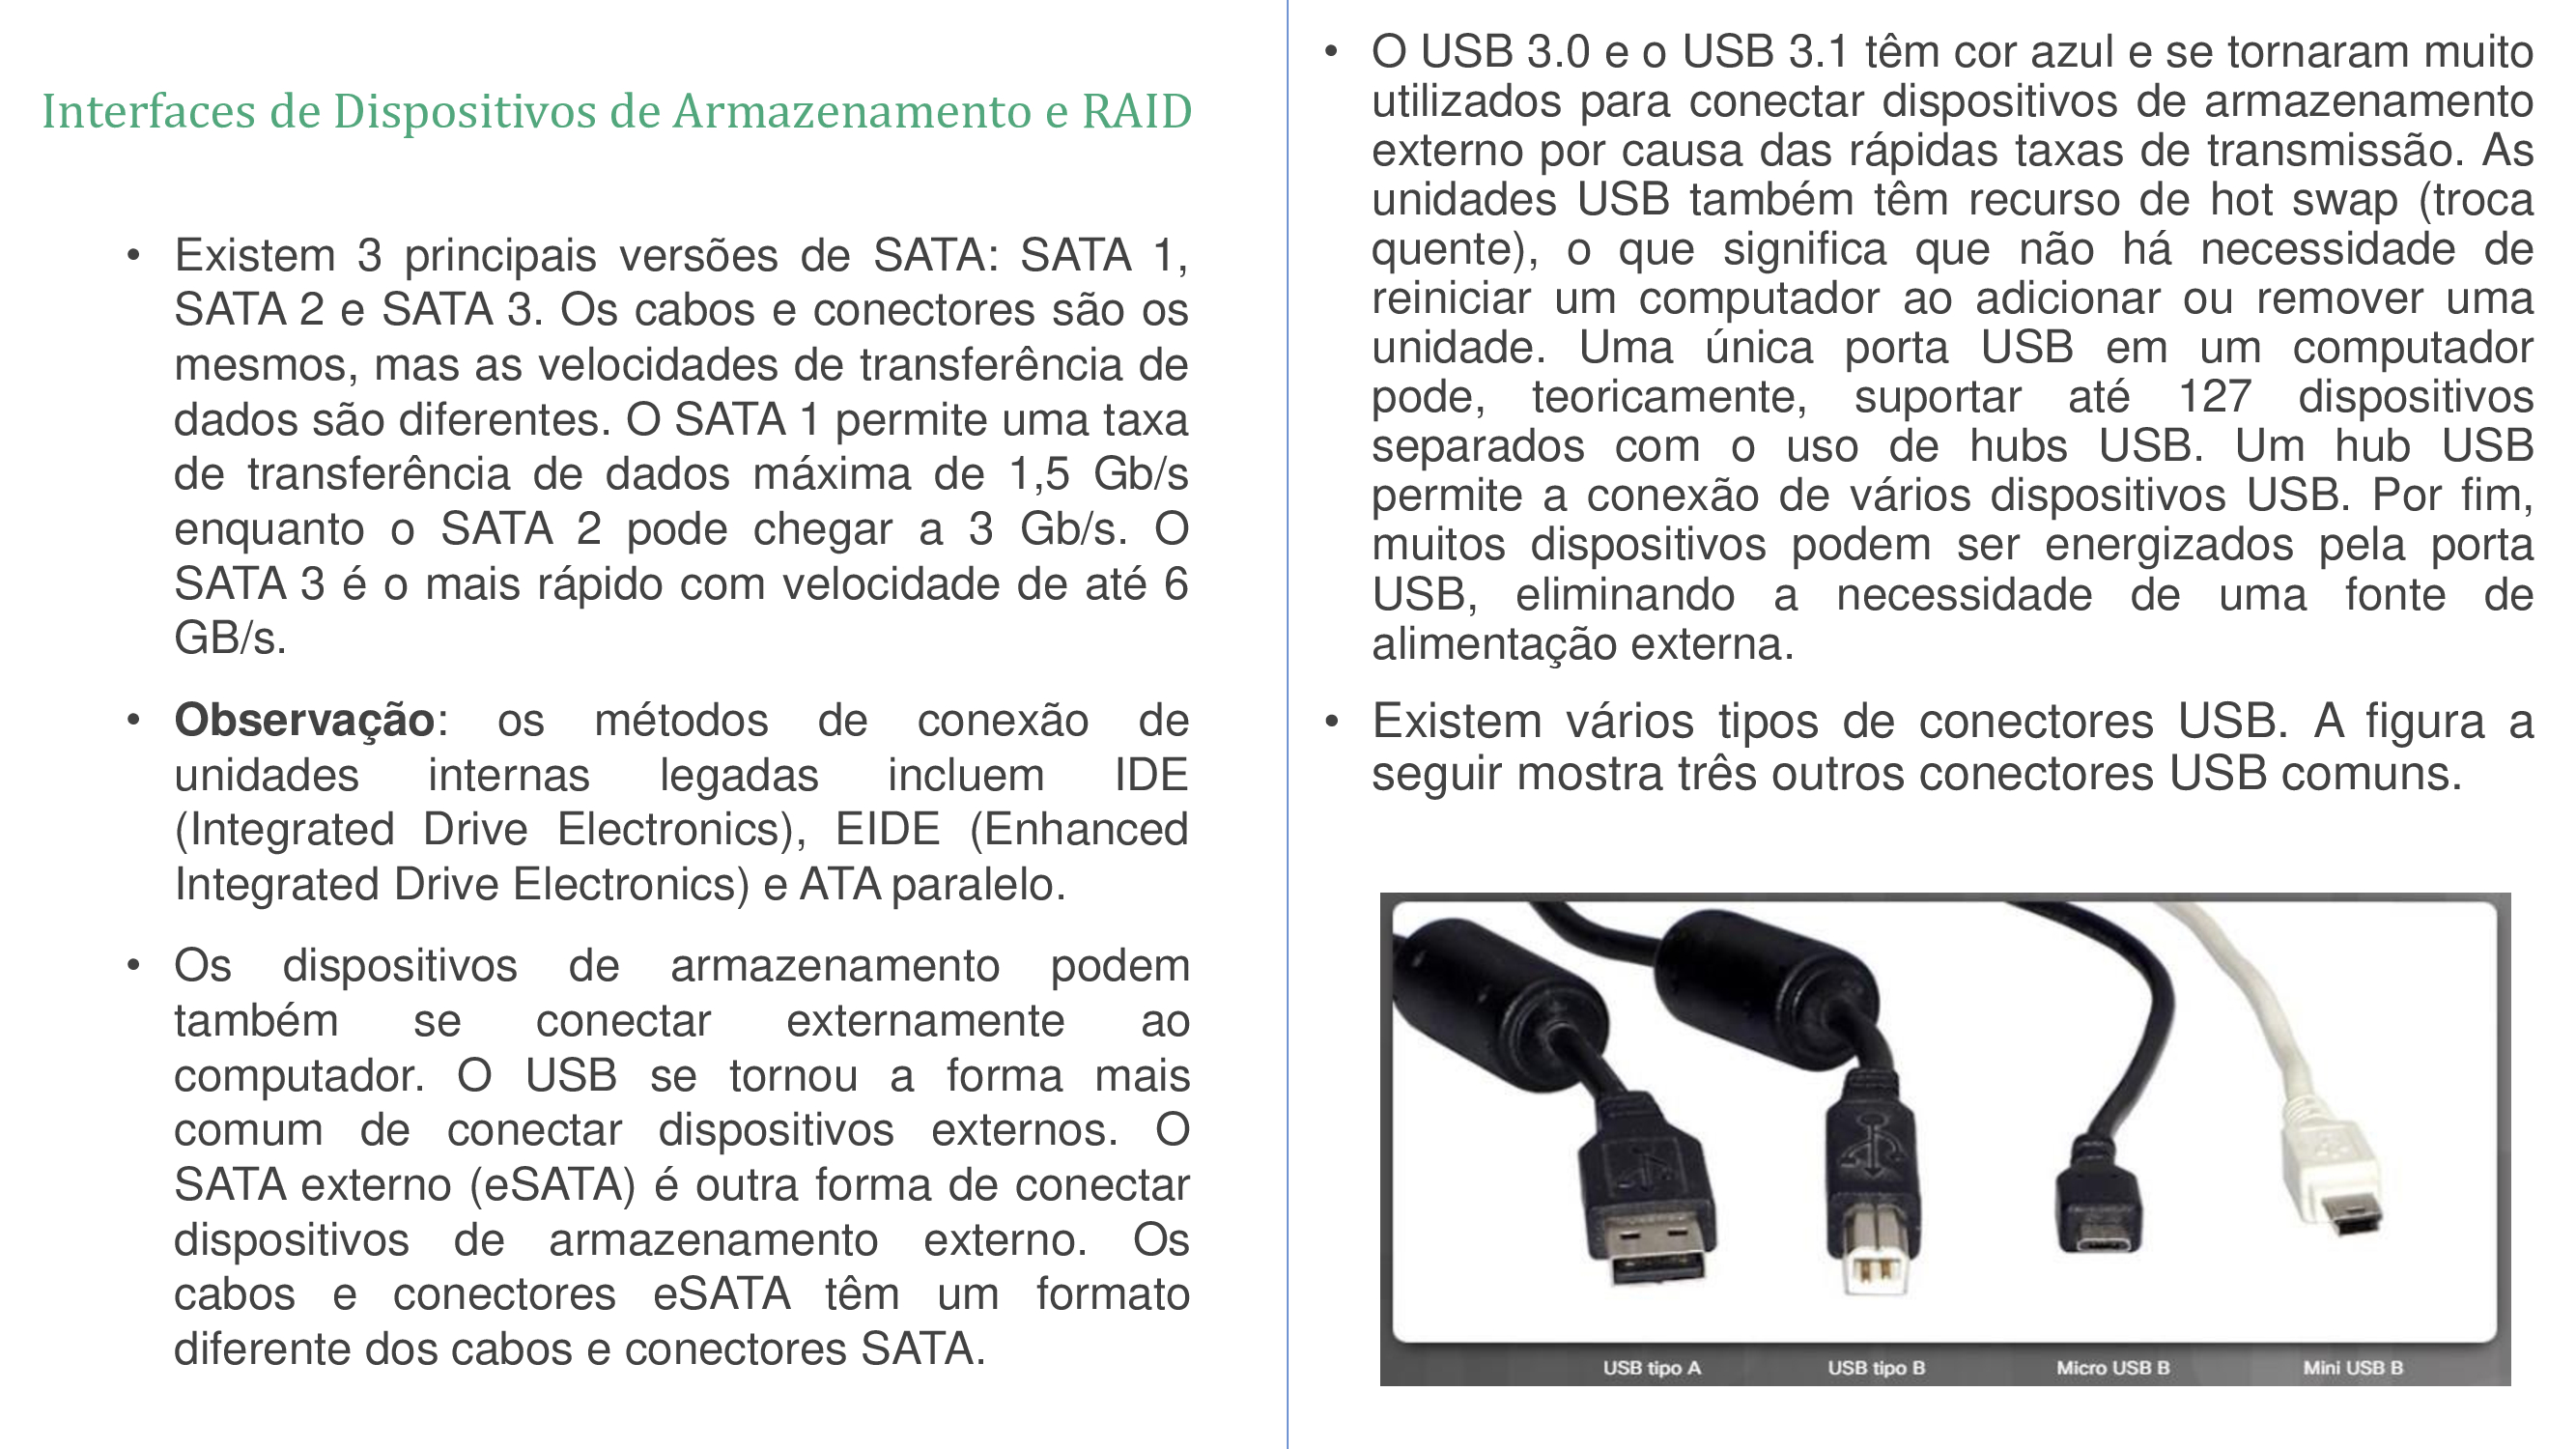 Interfaces de Dispositivos de Armazenamento e RAID
• Existem 3 principais versões de SATA: SATA 1,
SATA 2 e SATA 3. Os cabos e conectores são os
mesmos, mas as velocidades de transferência de
dados são diferentes. O SATA 1 permite uma taxa
de transferência de dados máxima de 1,5 Gb/s
enquanto o SATA 2 pode chegar a 3 Gb/s. O
SATA 3 é o mais rápido com velocidade de até 6
GB/s.
• Observação: os métodos de conexão de
unidades internas legadas incluem IDE
(Integrated Drive Electronics), EIDE (Enhanced
Integrated Drive Electronics) e ATA paralelo.
• Os dispositivos de armazenamento podem
também se conectar externamente ao
computador. O USB se tornou a forma mais
comum de conectar dispositivos externos. O
SATA externo (eSATA) é outra forma de conectar
dispositivos de armazenamento externo. Os
cabos e conectores eSATA têm um formato
diferente dos cabos e conectores SATA.
• O USB 3.0 e o USB 3.1 têm cor azul e se tornaram muito
utilizados para conectar dispositivos de armazenamento
externo por causa das rápidas taxas de transmissão. As
unidades USB também têm recurso de hot swap (troca
quente), o que significa que não há necessidade de
reiniciar um computador ao adicionar ou remover uma
unidade. Uma única porta USB em um computador
pode, teoricamente, suportar até 127 dispositivos
separados com o uso de hubs USB. Um hub USB
permite a conexão de vários dispositivos USB. Por fim,
muitos dispositivos podem ser energizados pela porta
USB, eliminando a necessidade de uma fonte de
alimentação externa.
• Existem vários tipos de conectores USB. A figura a
seguir mostra três outros conectores USB comuns.
USB tipo A
USB tipo B
Micro USB B
Mini USB B